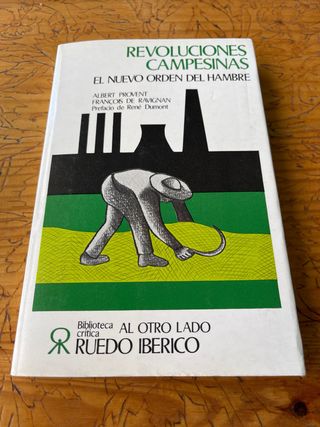 REVOLUCIONES
CAMPESINAS
EL NUEVO ORDEN DEL HAMBRE
ALBERT PROVENT
FRANÇOIS DE RAVIGNAN
Prefacio de René Dumont
Biblioteca
crítica
AL OTRO LADO
RUEDO IBERICO